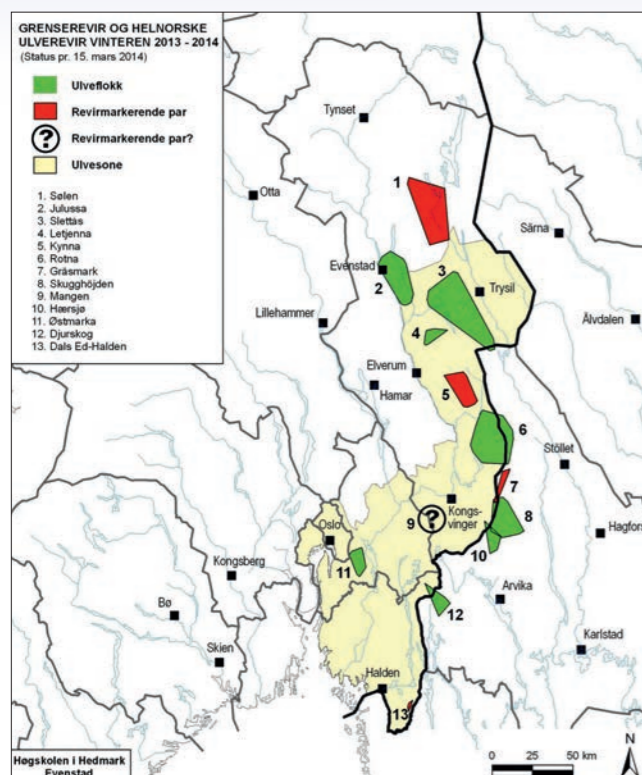 GRENSEREVIR OG HELNORSKE
ULVEREVIR VINTEREN 2013 - 2014
(Status pr. 15. mars 2014)
Ulveflokk
Revirmarkerende par
? Revirmarkerende par?
Ulvesone
1. Sølen
2. Julussa
3. Slettås
4. Letjenna
5. Kynna
6. Rotna
7. Gräsmark
8. Skugghöjden
9. Mangen
10. Hærsjø
11. Østmarka
12. Djurskog
13. Dals Ed-Halden
Tynset
1
Otta
Särna
Evenstad
3
2
Trysil
Lillehammer
Älvdalen
4
Elverum
Hamar
5
6
Stöllet
7
Kongs-
vinger
9 ?
8
Oslo
Hagfors
10
11
Kongsberg
Arvika
12
Bø
Karlstad
Skien
Halden
13
N
0 25 50 km
Høgskolen i Hedmark
Evenstad